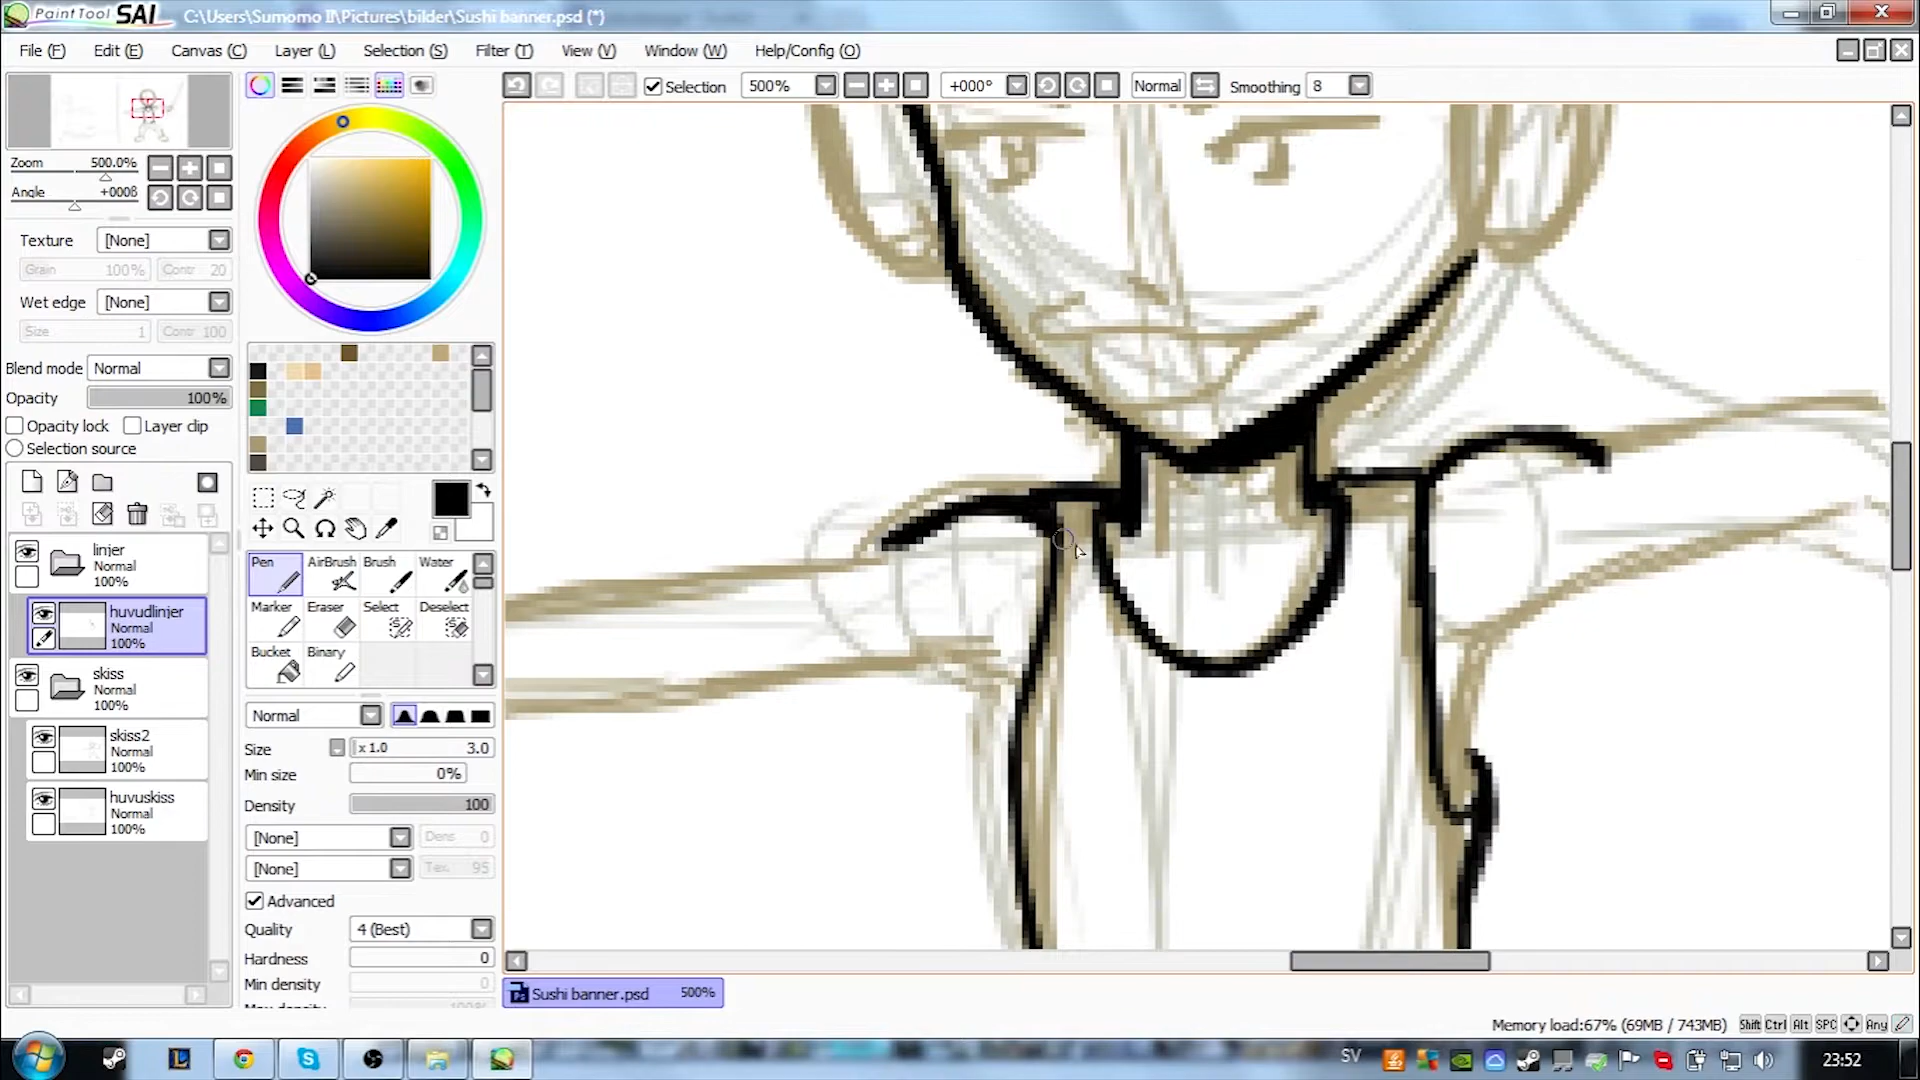 PaintTool SAI C:\Users\Sumomo II\Pictures\bilder\Sushi banner.psd (*)
File (F) Edit (E) Canvas (C) Layer (L) Selection (S) Filter (T) View (V) Window (W) Help/Config (O)
Selection 500% +000° Normal Smoothing 8
Zoom 500.0%
Angle +000ß
Texture [None]
Grain 100% Contr 20
Wet edge [None]
Size 1 Contr 100
Blend mode Normal
Opacity 100%
Opacity lock Layer clip
Selection source
linjer
Normal
100%
huvudlinjer
Normal
100%
skiss
Normal
100%
skiss2
Normal
100%
huvuskiss
Normal
100%
Pen AirBrush Brush Water
Marker Eraser Select Deselect
Bucket Binary
Normal
Size x 1.0 3.0
Min size 0%
Density 100
[None] Dens 0
[None] Tex. 95
Advanced
Quality 4 (Best)
Hardness 0
Min density 0
Max density 100%
Sushi banner.psd 500%
Memory load:67% (69MB / 743MB) Shift Ctrl Alt SPC Any
SV 23:52